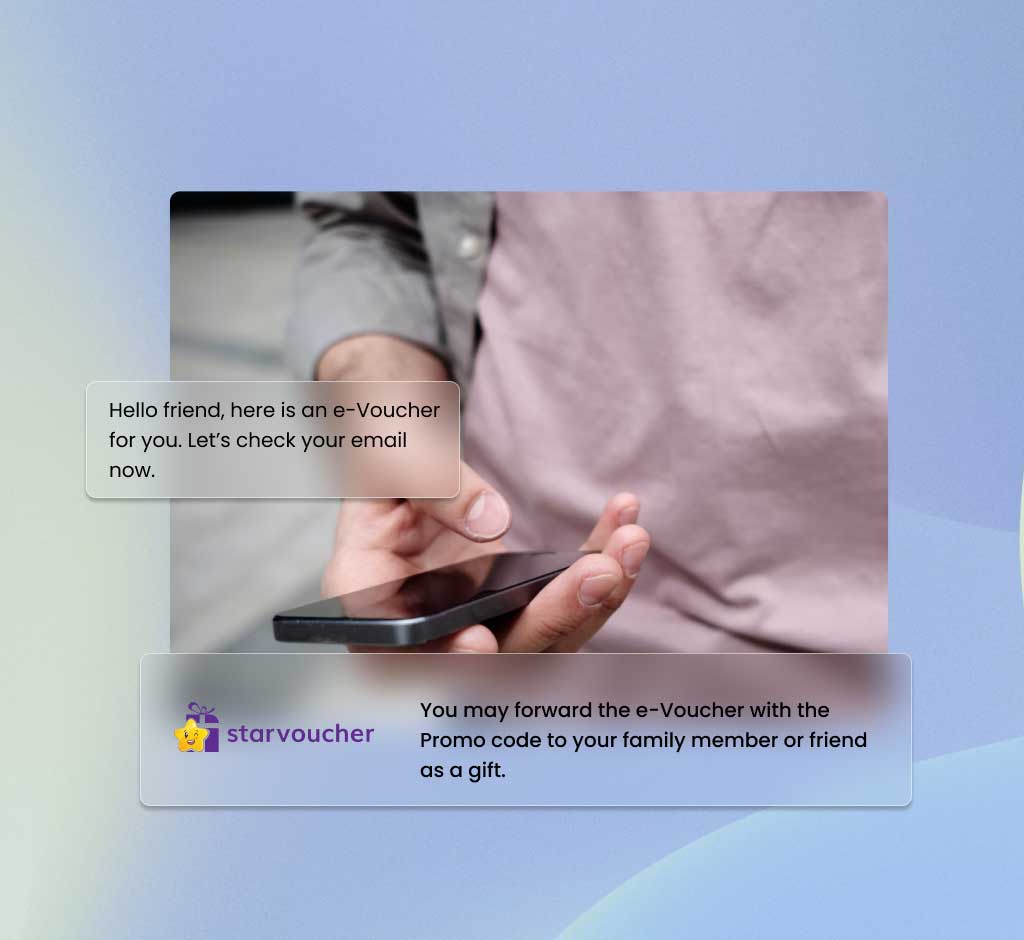 Hello friend, here is an e-Voucher
for you. Let’s check your email
now.
starvoucher
You may forward the e-Voucher with the
Promo code to your family member or friend
as a gift.